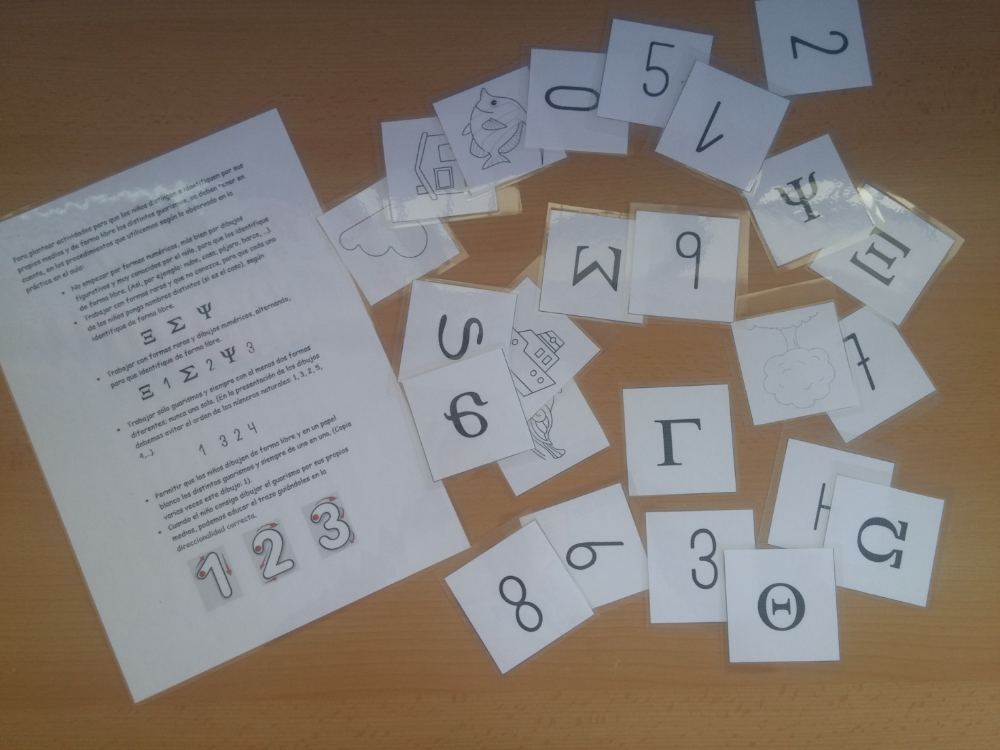 Para plantear actividades para que los niños distingan e identifiquen por sus
propios medios y de forma libre los distintos guarismos, se deben tener en
cuenta, en los procedimientos que utilicemos según lo observado en la
práctica en el aula:
• No empezar por formas numéricas, más bien por dibujos
figurativos y muy conocidos por el niño, para que los identifique
de forma libre. (Así, por ejemplo: nube, casa, pájaro, barco, …).
• Trabajar con formas raras y que no conozca, para que cada uno
de los niños ponga nombres distintos (si es el caso), según
identifique de forma libre.
Ξ Σ Ψ
• Trabajar con formas raras y dibujos numéricos, alternando,
para que identifique de forma libre.
Ξ 1 Σ 2 Ψ 3
• Trabajar sólo guarismos y siempre con al menos dos formas
diferentes; nunca una sola. (En la presentación de los dibujos
debemos evitar el orden de los números naturales: 1, 3, 2, 5,
4,…).
1 3 2 4
• Permitir que los niños dibujen de forma libre y en un papel
blanco los distintos guarismos y siempre de uno en uno. (Copia
varias veces este dibujo: 1).
• Cuando el niño consiga dibujar el guarismo por sus propios
medios, podemos educar el trazo guiándoles en la
direccionalidad correcta.
1 2 3
2
5
0
1
Ψ
Ξ
Σ
9
S
7
Γ
Ω
9
3
8
Θ